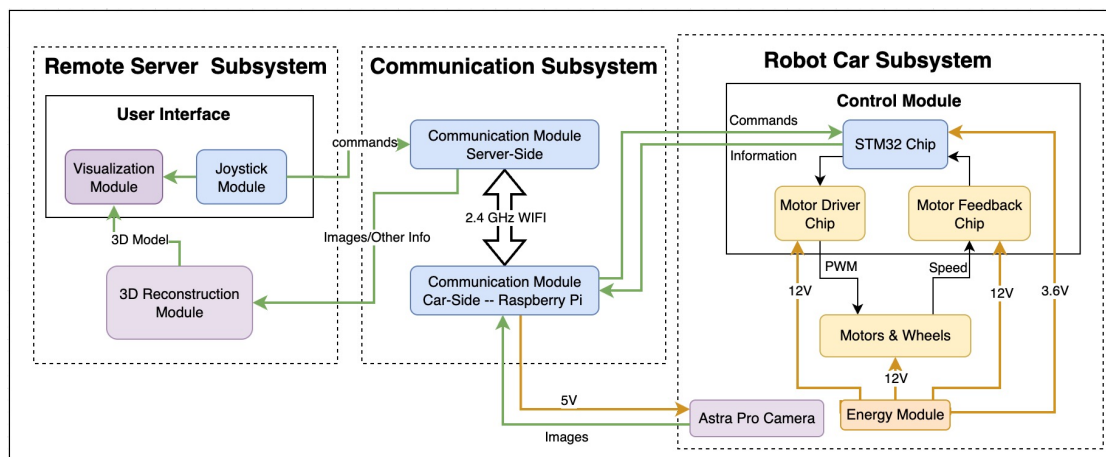 Remote Server  Subsystem
User Interface
Visualization
Module
Joystick
Module
3D Model
3D Reconstruction
Module
commands
Images/Other Info
Communication Subsystem
Communication Module
Server-Side
2.4 GHz WIFI
Communication Module
Car-Side -- Raspberry Pi
5V
Images
Robot Car Subsystem
Control Module
Commands
Information
STM32 Chip
Motor Driver
Chip
Motor Feedback
Chip
PWM
Speed
12V
12V
3.6V
Motors & Wheels
12V
Astra Pro Camera
Energy Module